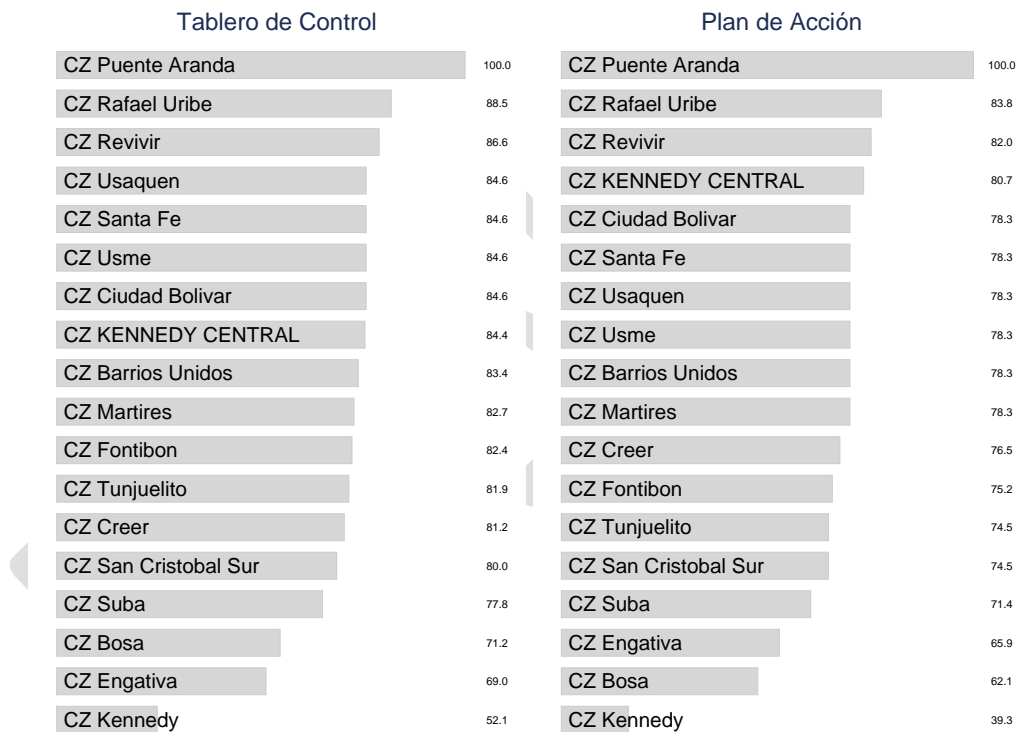 Tablero de Control
CZ Puente Aranda 100.0
CZ Rafael Uribe 88.5
CZ Revivir 86.6
CZ Usaquen 84.6
CZ Santa Fe 84.6
CZ Usme 84.6
CZ Ciudad Bolivar 84.6
CZ KENNEDY CENTRAL 84.4
CZ Barrios Unidos 83.4
CZ Martires 82.7
CZ Fontibon 82.4
CZ Tunjuelito 81.9
CZ Creer 81.2
CZ San Cristobal Sur 80.0
CZ Suba 77.8
CZ Bosa 71.2
CZ Engativa 69.0
CZ Kennedy 52.1
Plan de Acción
CZ Puente Aranda 100.0
CZ Rafael Uribe 83.8
CZ Revivir 82.0
CZ KENNEDY CENTRAL 80.7
CZ Ciudad Bolivar 78.3
CZ Santa Fe 78.3
CZ Usaquen 78.3
CZ Usme 78.3
CZ Barrios Unidos 78.3
CZ Martires 78.3
CZ Creer 76.5
CZ Fontibon 75.2
CZ Tunjuelito 74.5
CZ San Cristobal Sur 74.5
CZ Suba 71.4
CZ Engativa 65.9
CZ Bosa 62.1
CZ Kennedy 39.3